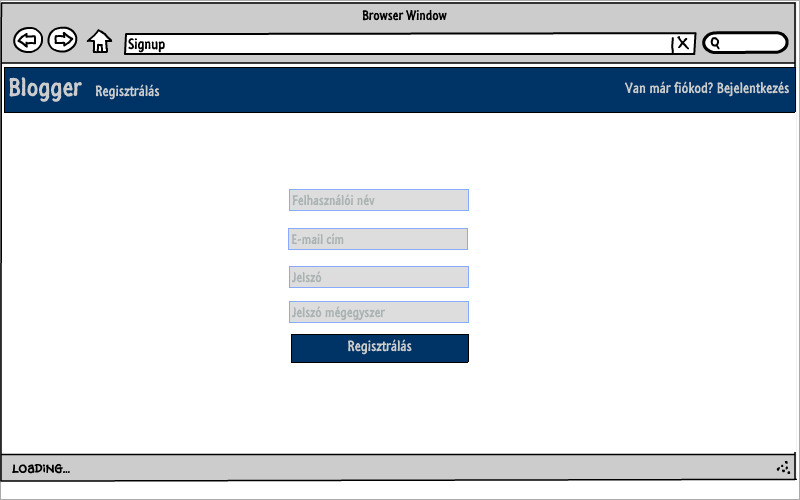 Browser Window
Signup
X
Blogger
Regisztrálás
Van már fiókod? Bejelentkezés
Felhasználói név
E-mail cím
Jelszó
Jelszó mégegyszer
Regisztrálás
LOADING...